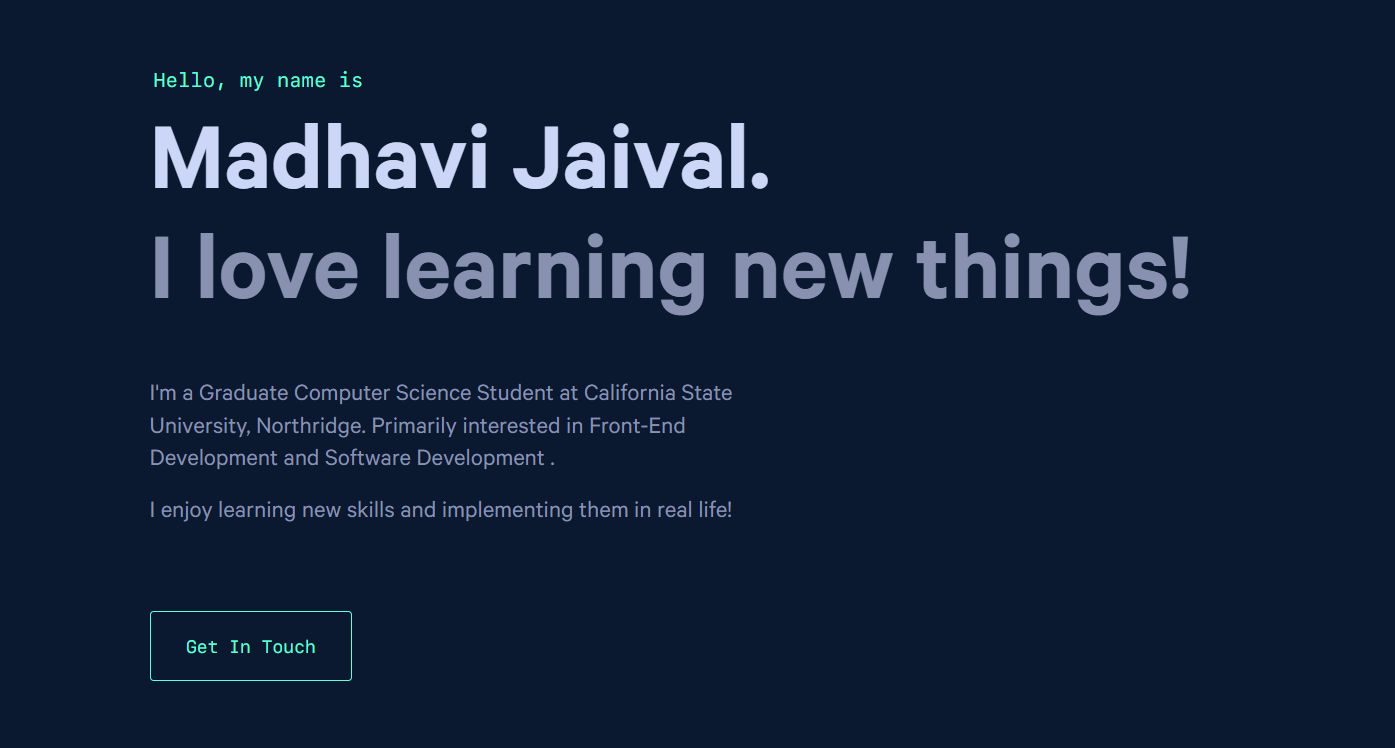 Hello, my name is
Madhavi Jaival.
I love learning new things!
I'm a Graduate Computer Science Student at California State
University, Northridge. Primarily interested in Front-End
Development and Software Development .
I enjoy learning new skills and implementing them in real life!
Get In Touch